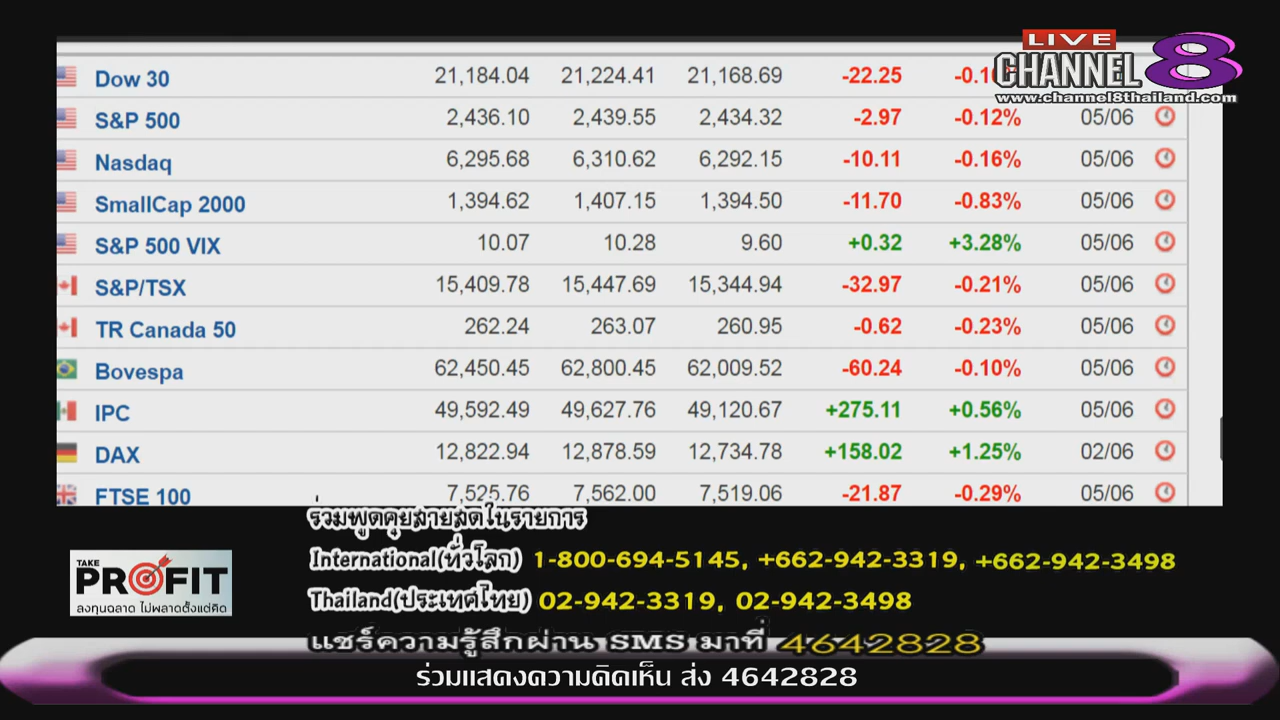 LIVE
CHANNEL 8
www.channel8thailand.com
Dow 30 21,184.04 21,224.41 21,168.69 -22.25
S&P 500 2,436.10 2,439.55 2,434.32 -2.97 -0.12% 05/06
Nasdaq 6,295.68 6,310.62 6,292.15 -10.11 -0.16% 05/06
SmallCap 2000 1,394.62 1,407.15 1,394.50 -11.70 -0.83% 05/06
S&P 500 VIX 10.07 10.28 9.60 +0.32 +3.28% 05/06
S&P/TSX 15,409.78 15,447.69 15,344.94 -32.97 -0.21% 05/06
TR Canada 50 262.24 263.07 260.95 -0.62 -0.23% 05/06
Bovespa 62,450.45 62,800.45 62,009.52 -60.24 -0.10% 05/06
IPC 49,592.49 49,627.76 49,120.67 +275.11 +0.56% 05/06
DAX 12,822.94 12,878.59 12,734.78 +158.02 +1.25% 02/06
FTSE 100 7,525.76 7,562.00 7,519.06 -21.87 -0.29% 05/06
ร่วมพูดคุยสายสดในรายการ
International(ทั่วโลก) 1-800-694-5145, +662-942-3319, +662-942-3498
TAKE
PROFIT
ลงทุนฉลาด ไม่พลาดตั้งแต่คิด
Thailand(ประเทศไทย) 02-942-3319, 02-942-3498
แชร์ความรู้สึกผ่าน SMS มาที่ 4642828
ร่วมแสดงความคิดเห็น ส่ง 4642828